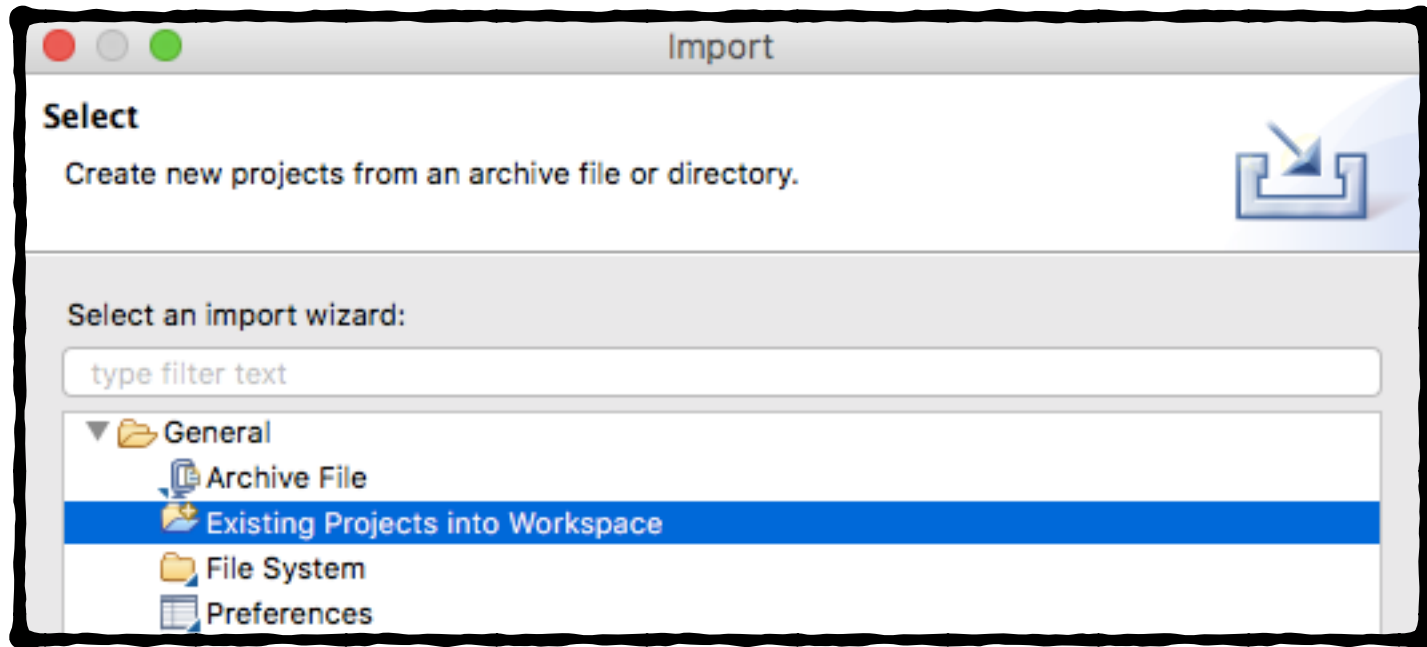 Import
Select
Create new projects from an archive file or directory.
Select an import wizard:
type filter text
General
Archive File
Existing Projects into Workspace
File System
Preferences